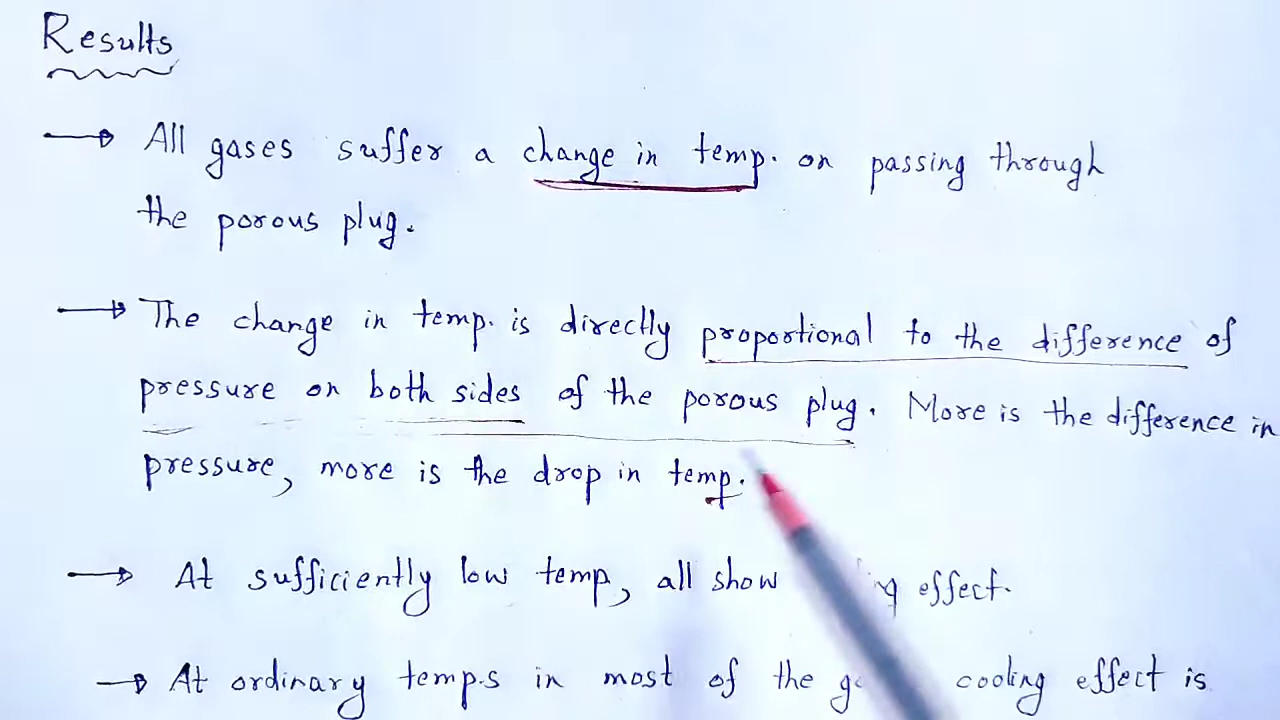 Results
→ All gases suffer a change in temp. on passing through
the porous plug.
→ The change in temp. is directly proportional to the difference of
pressure on both sides of the porous plug. More is the difference in
pressure, more is the drop in temp.
→ At sufficiently low temp, all show effect.
→ At ordinary temp.s in most of the cooling effect is